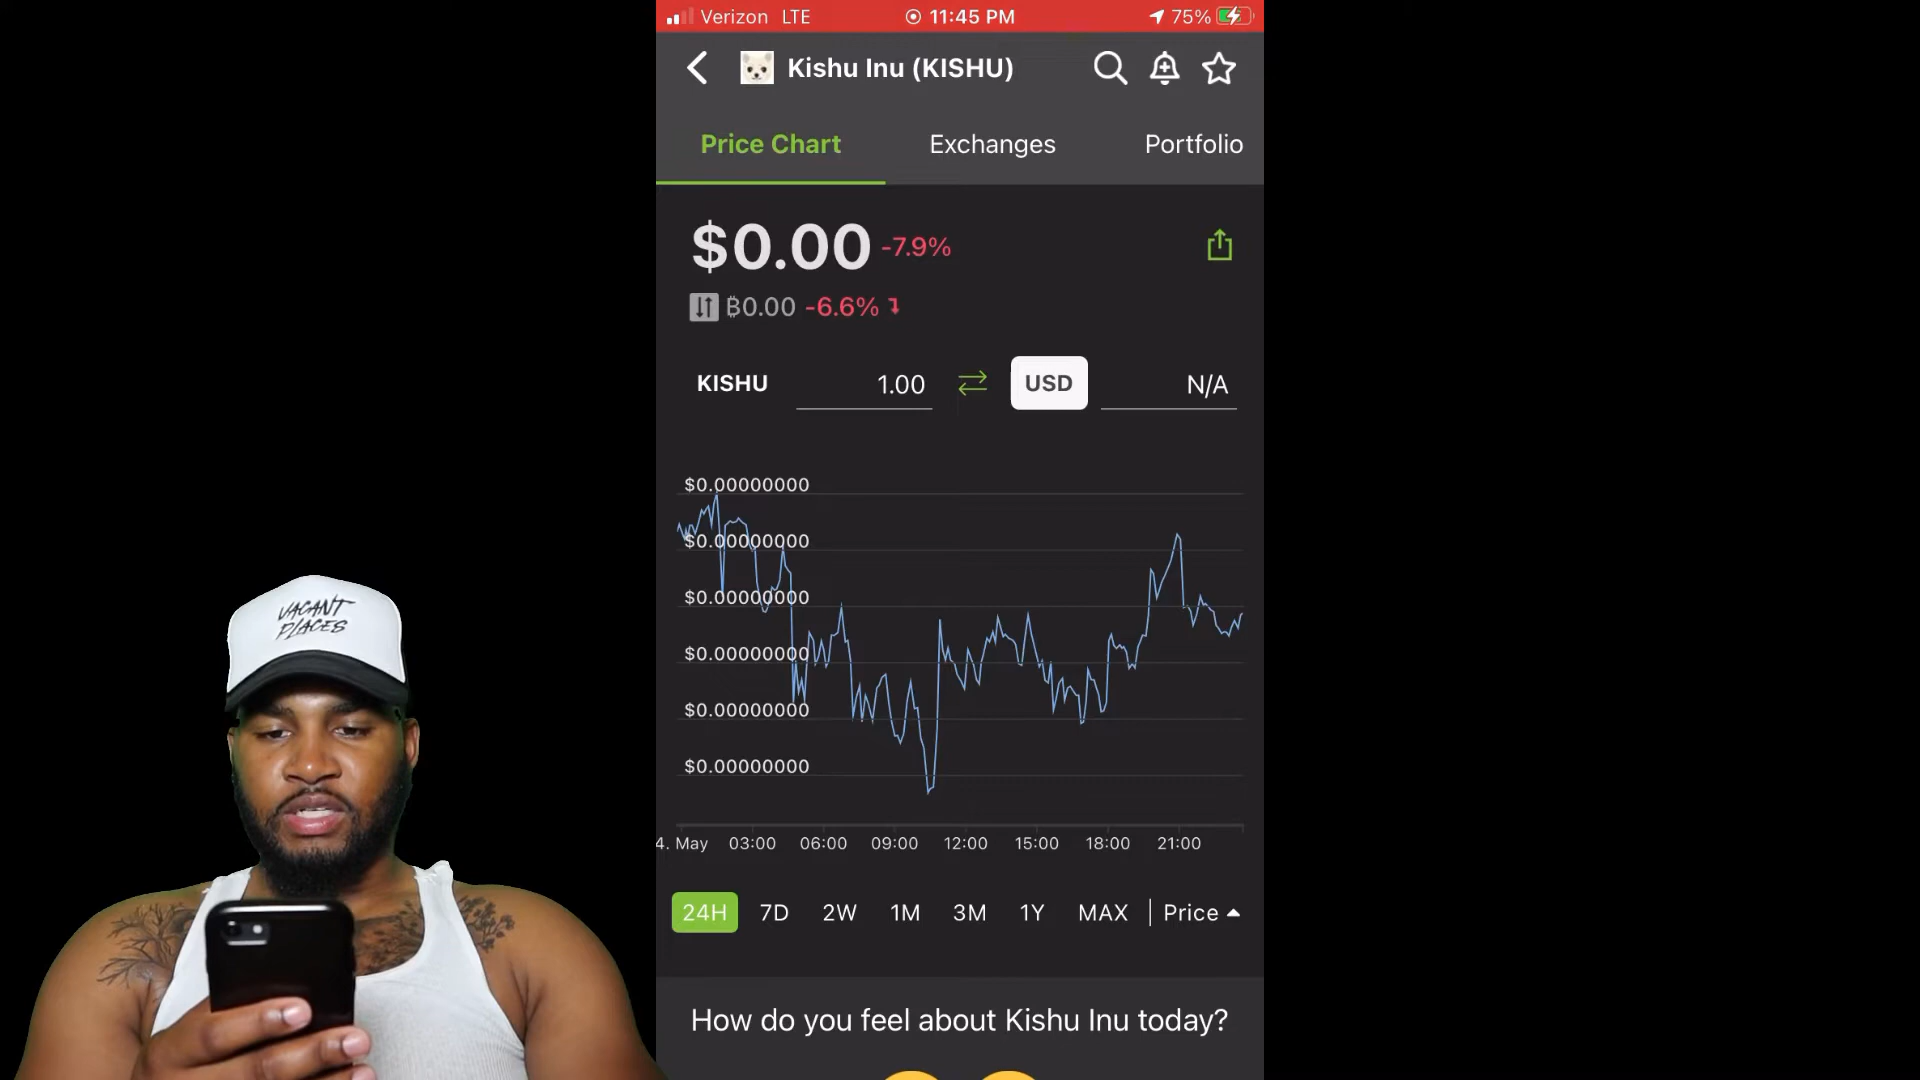 Verizon LTE 11:45 PM 75%
Kishu Inu (KISHU)
Price Chart Exchanges Portfolio
$0.00 -7.9%
₿0.00 -6.6%
KISHU 1.00 USD N/A
$0.00000000
$0.00000000
$0.00000000
$0.00000000
$0.00000000
$0.00000000
4. May 03:00 06:00 09:00 12:00 15:00 18:00 21:00
24H 7D 2W 1M 3M 1Y MAX | Price
How do you feel about Kishu Inu today?
VACANT
PLACES